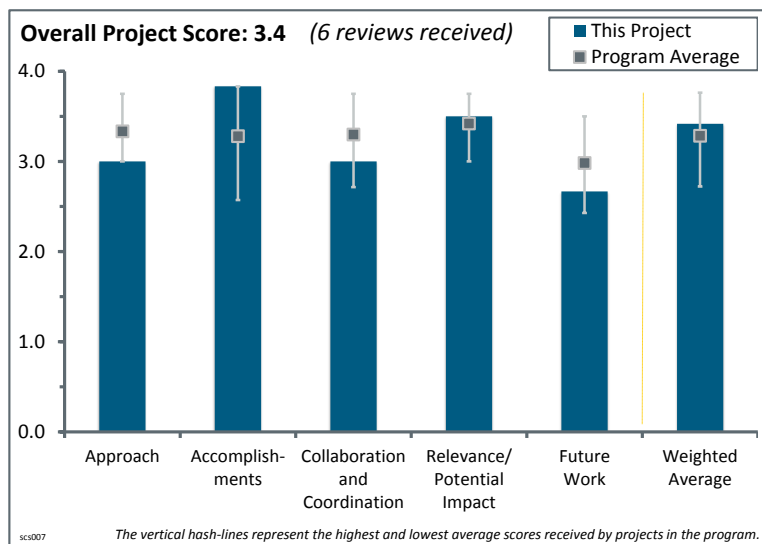 Overall Project Score: 3.4 (6 reviews received)
This Project
Program Average
4.0
3.0
2.0
1.0
0.0
Approach
Accomplish-
ments
Collaboration
and
Coordination
Relevance/
Potential
Impact
Future
Work
Weighted
Average
scs007
The vertical hash-lines represent the highest and lowest average scores received by projects in the program.